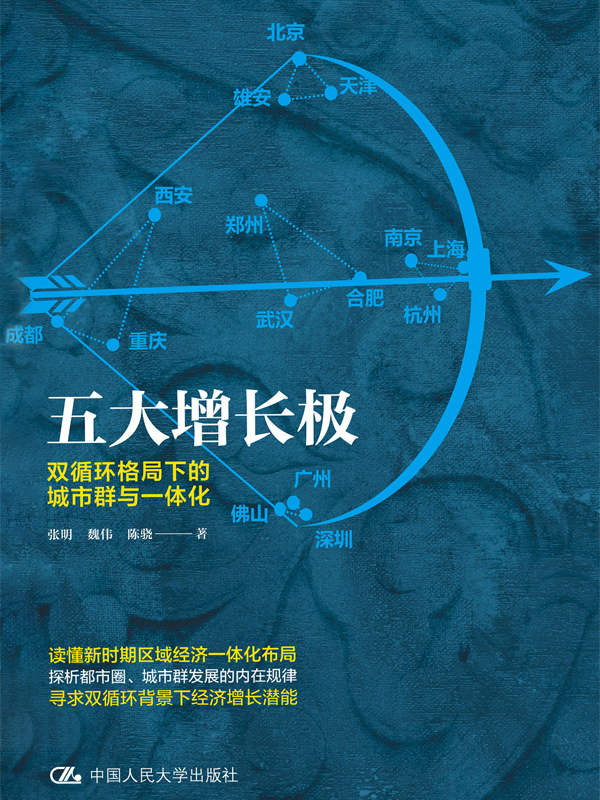 北京
天津
雄安
西安
郑州
南京
上海
合肥
杭州
武汉
成都
重庆
五大增长极
双循环格局下的
城市群与一体化
广州
佛山
张明 魏伟 陈骁——著
深圳
读懂新时期区域经济一体化布局
探析都市圈、城市群发展的内在规律
寻求双循环背景下经济增长潜能
中国人民大学出版社